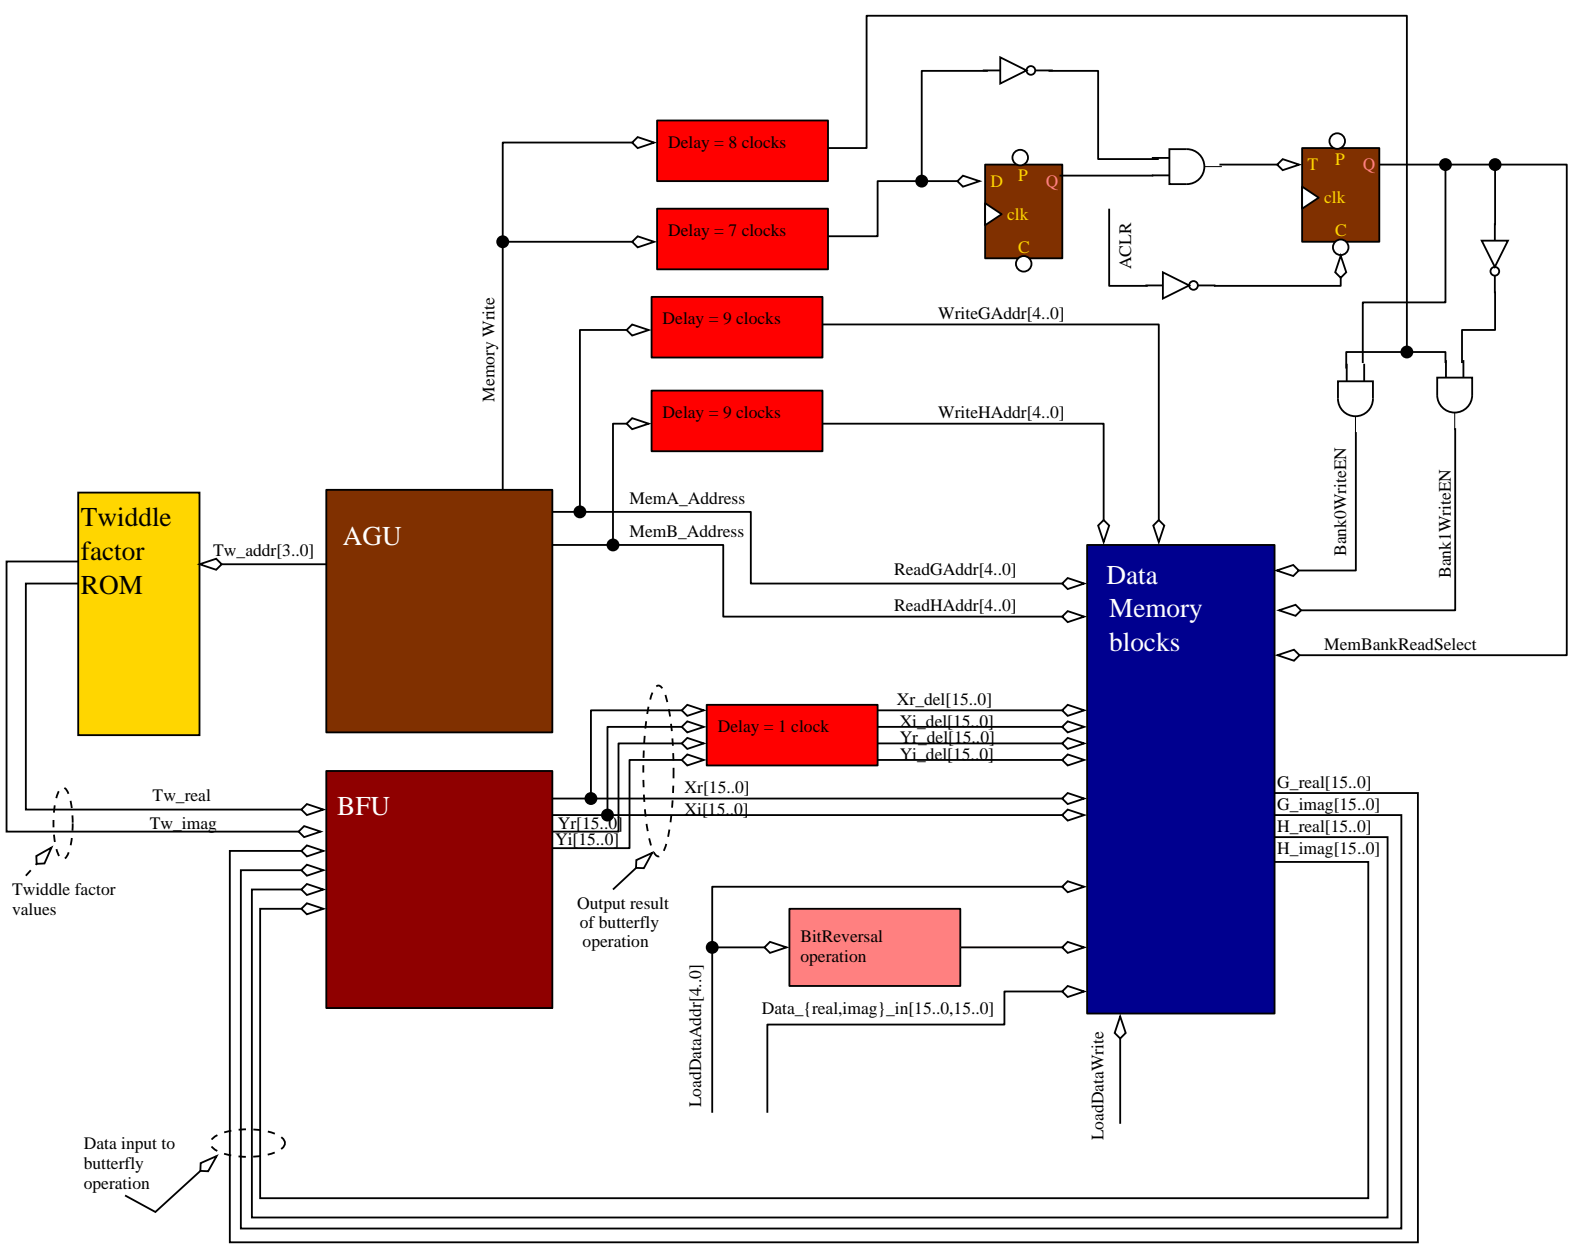 Delay = 8 clocks
D
P
Q
clk
C
T
P
Q
clk
C
Delay = 7 clocks
ACLR
Memory Write
Delay = 9 clocks
WriteGAddr[4..0]
Delay = 9 clocks
WriteHAddr[4..0]
Bank0WriteEN
Bank1WriteEN
Twiddle
factor
ROM
Tw_addr[3..0]
AGU
MemA_Address
MemB_Address
ReadGAddr[4..0]
ReadHAddr[4..0]
Data
Memory
blocks
MemBankReadSelect
Delay = 1 clock
Xr_del[15..0]
Xi_del[15..0]
Yr_del[15..0]
Yi_del[15..0]
BFU
Tw_real
Tw_imag
Xr[15..0]
Xi[15..0]
Yr[15..0]
Yi[15..0]
G_real[15..0]
G_imag[15..0]
H_real[15..0]
H_imag[15..0]
Twiddle factor
values
Output result
of butterfly
operation
BitReversal
operation
LoadDataAddr[4..0]
Data_{real,imag}_in[15..0,15..0]
LoadDataWrite
Data input to
butterfly
operation